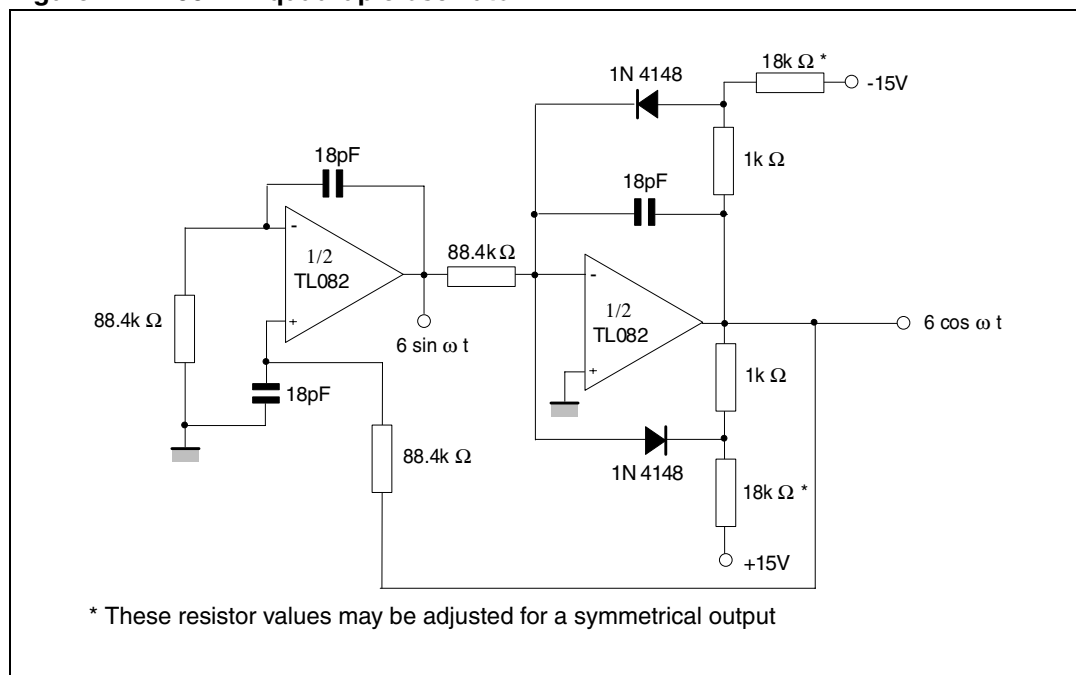 18k Ω *
1N 4148
-15V
18pF
1k Ω
18pF
-
1/2
TL082
88.4k Ω
-
1/2
TL082
88.4k Ω
+
6 sin ω t
6 cos ω t
+
1k Ω
18pF
88.4k Ω
1N 4148
18k Ω *
+15V
* These resistor values may be adjusted for a symmetrical output